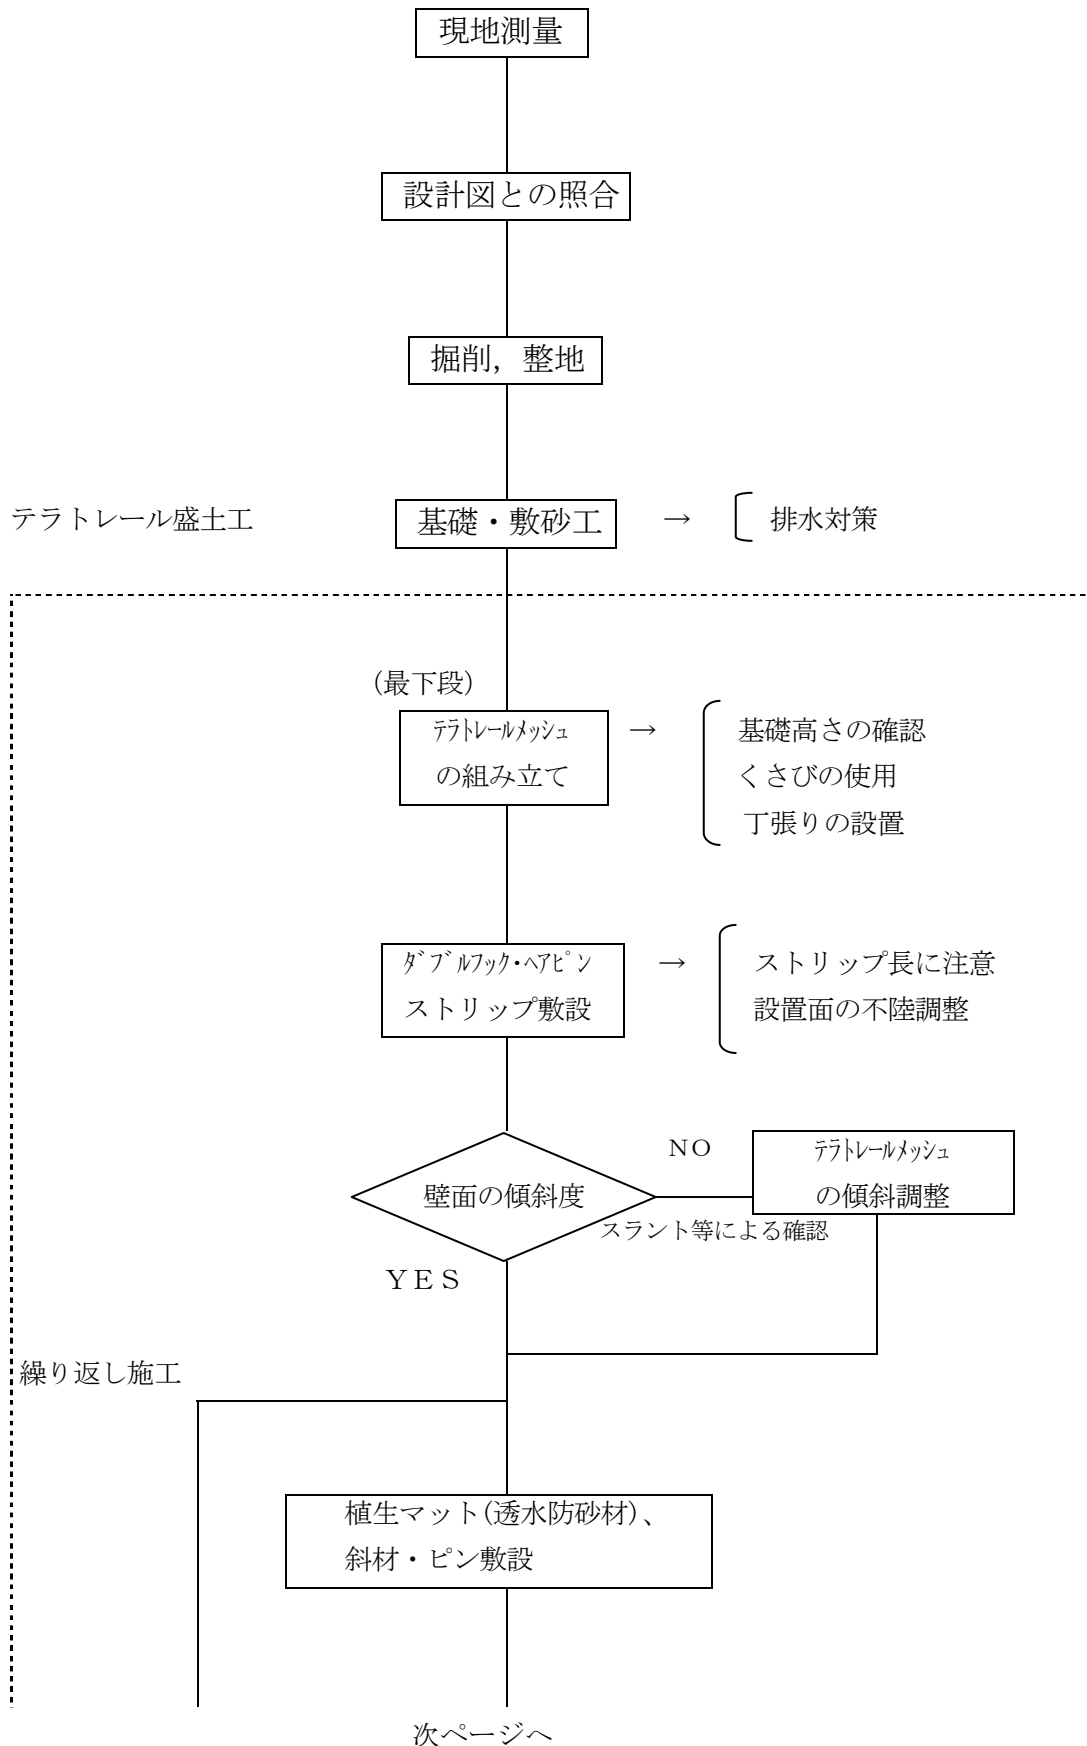 現地測量
設計図との照合
掘削，整地
テラトレール盛土工
基礎・敷砂工
→
排水対策
(最下段)
ﾃﾗﾄﾚｰﾙﾒｯｼｭ
の組み立て
→
基礎高さの確認
くさびの使用
丁張りの設置
ﾀﾞﾌﾞﾙﾌｯｸ・ﾍｱﾋﾟﾝ
ストリップ敷設
→
ストリップ長に注意
設置面の不陸調整
壁面の傾斜度
NO
ﾃﾗﾄﾚｰﾙﾒｯｼｭ
の傾斜調整
スラント等による確認
ＹＥＳ
繰り返し施工
植生マット(透水防砂材)、
斜材・ピン敷設
次ページへ